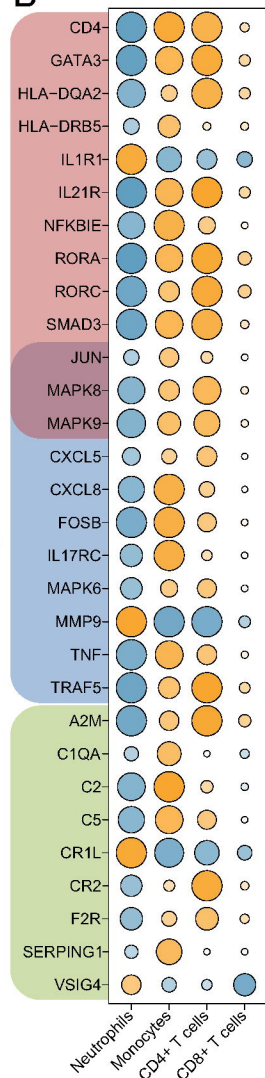 CD4
GATA3
HLA−DQA2
HLA−DRB5
IL1R1
IL21R
NFKBIE
RORA
RORC
SMAD3
JUN
MAPK8
MAPK9
CXCL5
CXCL8
FOSB
IL17RC
MAPK6
MMP9
TNF
TRAF5
A2M
C1QA
C2
C5
CR1L
CR2
F2R
SERPING1
VSIG4
Neutrophils
Monocytes
CD4+ T cells
CD8+ T cells